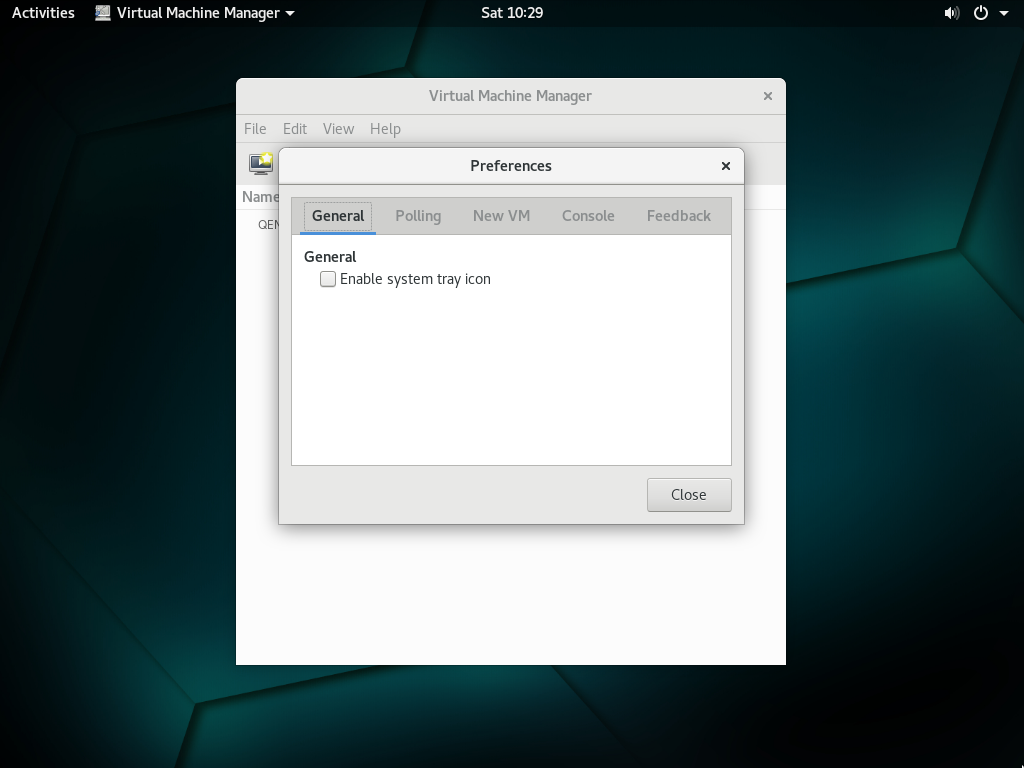 Activities Virtual Machine Manager Sat 10:29
Virtual Machine Manager
File Edit View Help
Preferences
Name
General Polling New VM Console Feedback
General
Enable system tray icon
Close